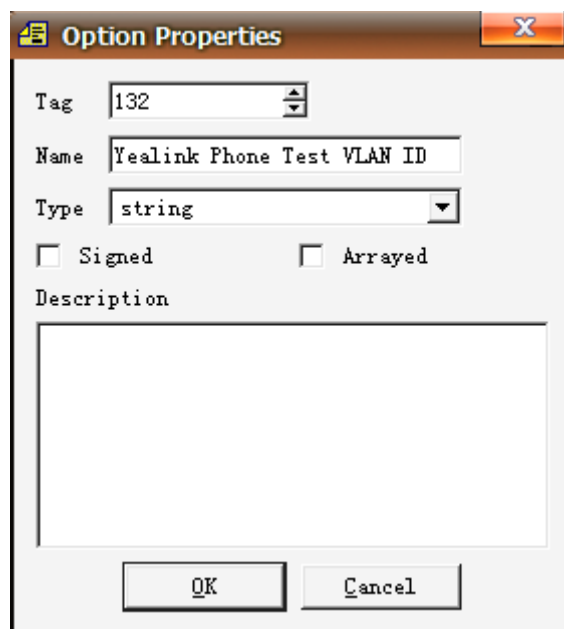 Option Properties
Tag 132
Name Yealink Phone Test VLAN ID
Type string
Signed Arrayed
Description
OK Cancel